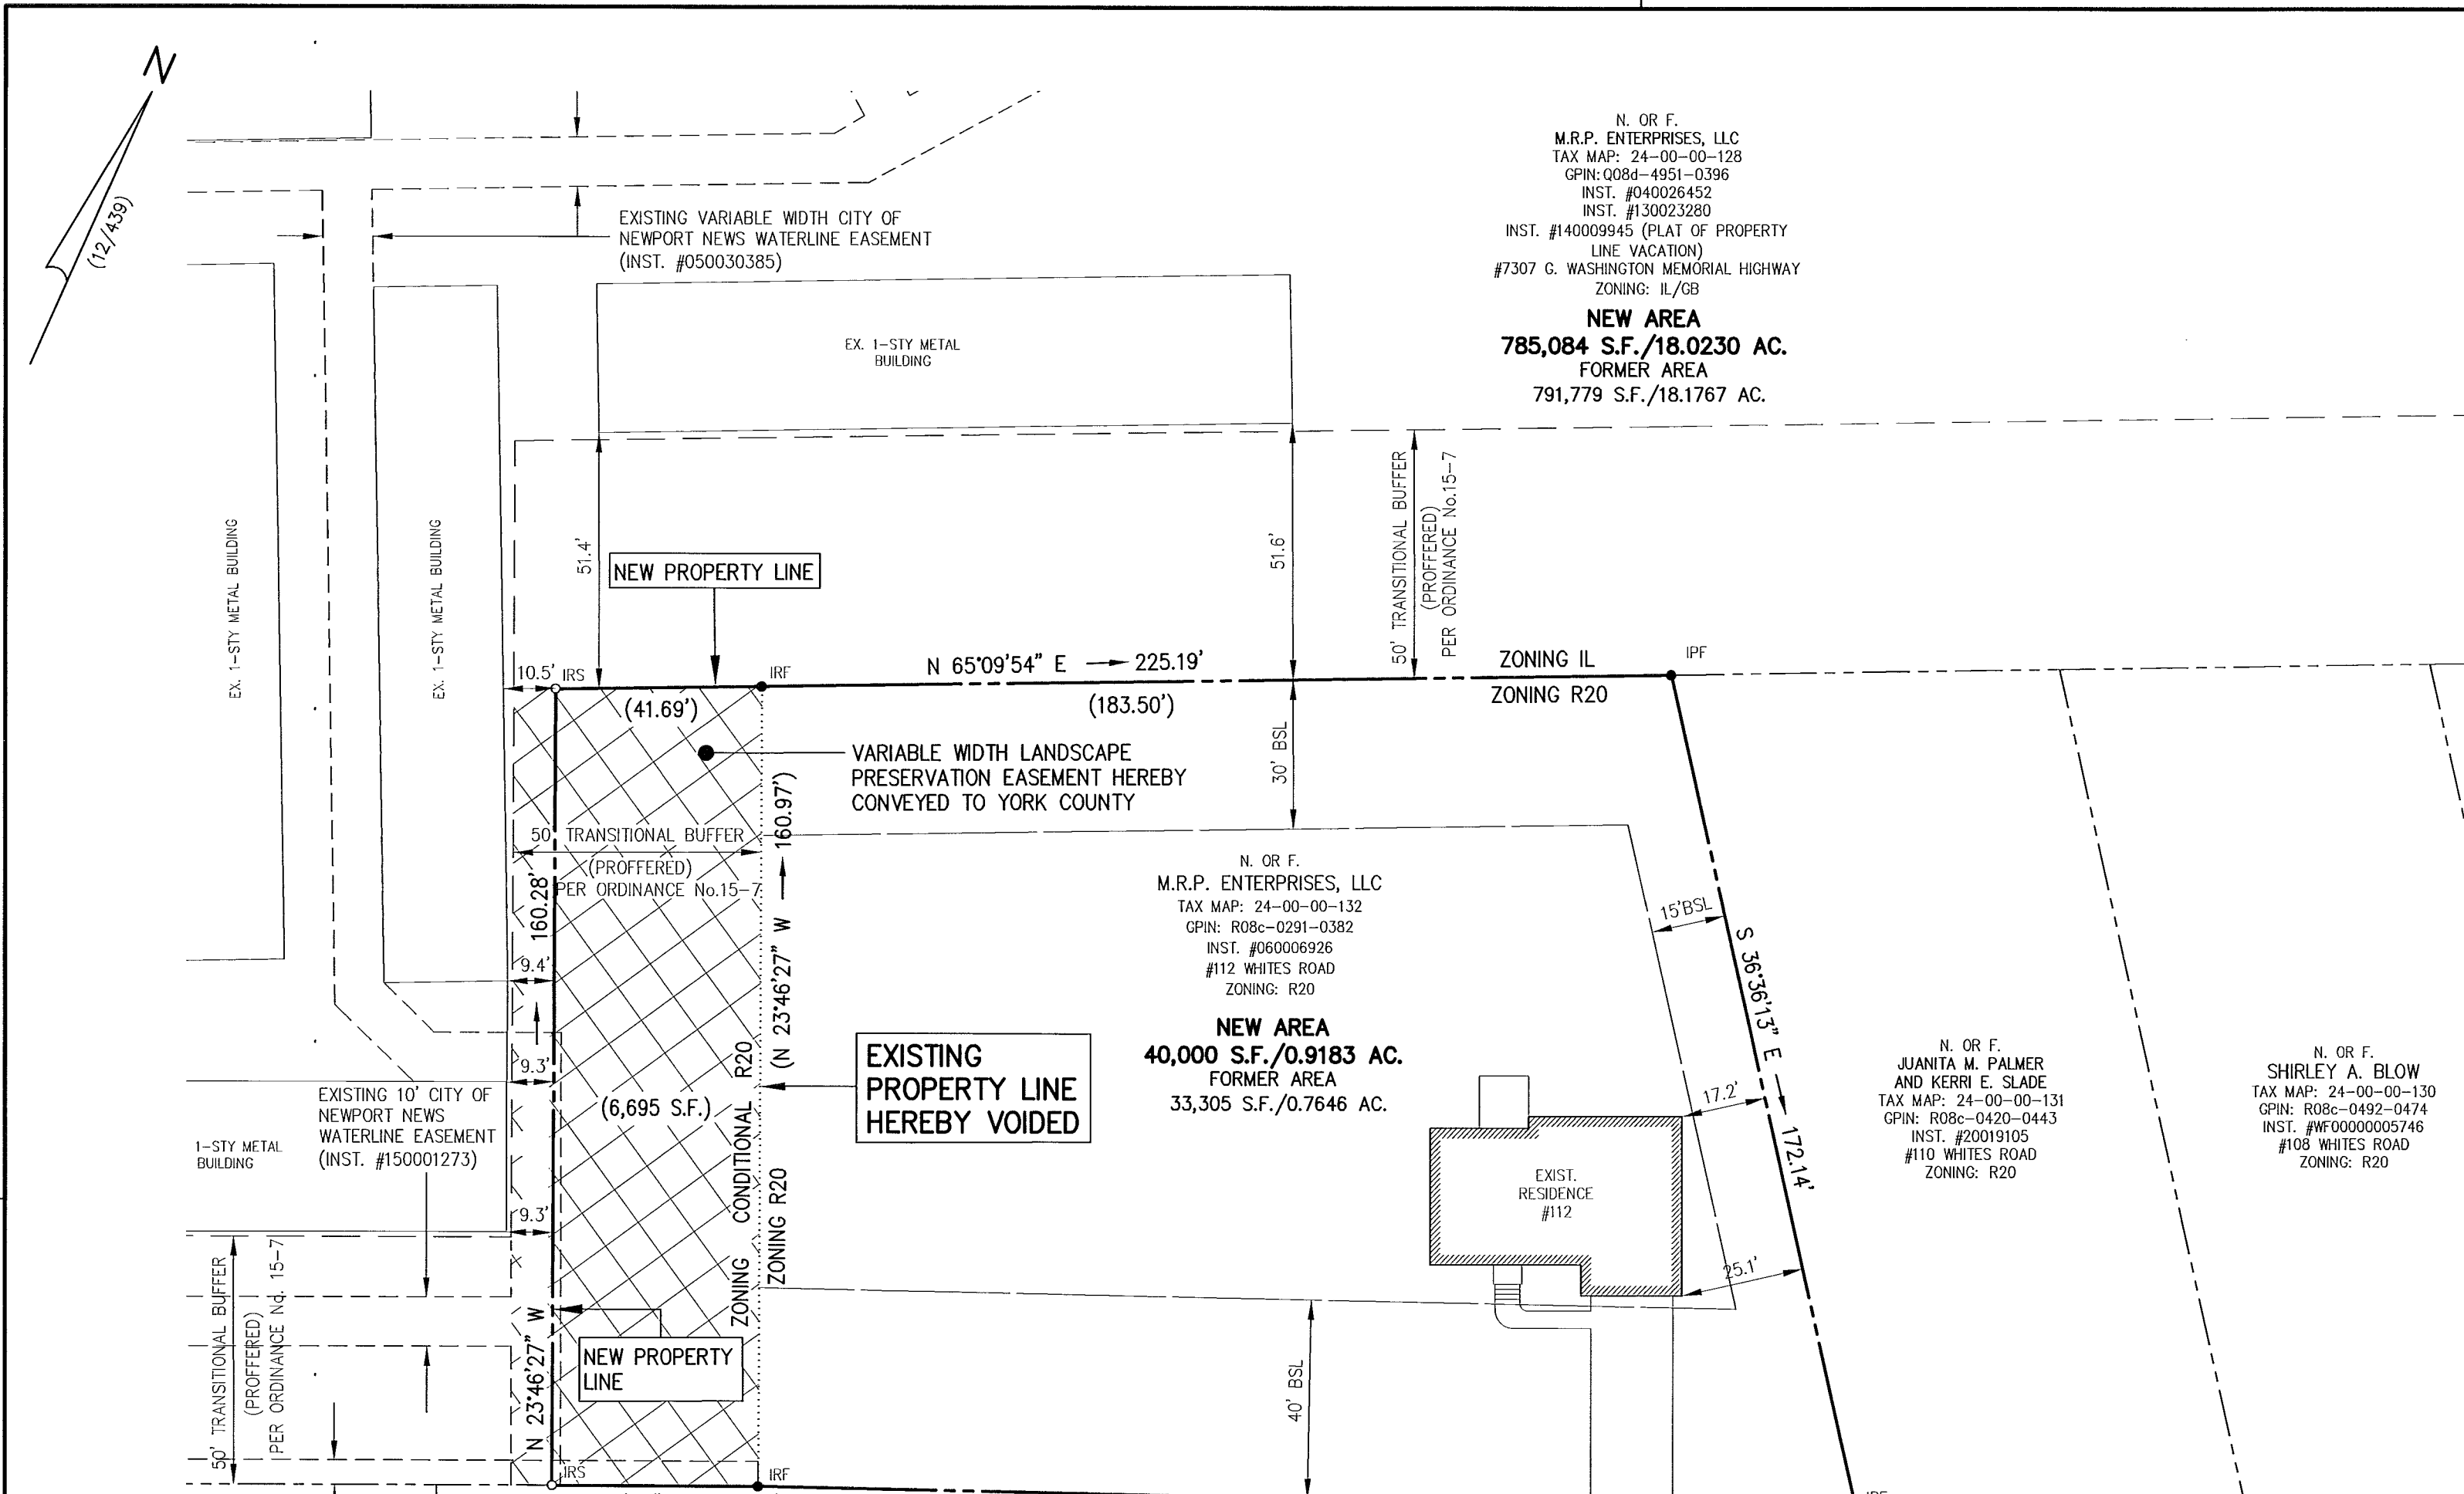 N
(12/439)
EXISTING VARIABLE WIDTH CITY OF
NEWPORT NEWS WATERLINE EASEMENT
(INST. #050030385)
N. OR F.
M.R.P. ENTERPRISES, LLC
TAX MAP: 24-00-00-128
GPIN:Q08d-4951-0396
INST. #040026452
INST. #130023280
INST. #140009945 (PLAT OF PROPERTY
LINE VACATION)
#7307 G. WASHINGTON MEMORIAL HIGHWAY
ZONING: IL/GB
NEW AREA
785,084 S.F./18.0230 AC.
FORMER AREA
791,779 S.F./18.1767 AC.
EX. 1-STY METAL
BUILDING
EX. 1-STY METAL BUILDING
EX. 1-STY METAL BUILDING
51.4'
NEW PROPERTY LINE
51.6'
50' TRANSITIONAL BUFFER
(PROFFERED)
PER ORDINANCE No.15-7
10.5'
IRS
IRF
N 65°09'54" E
225.19'
ZONING IL
IPF
(41.69')
(183.50')
ZONING R20
VARIABLE WIDTH LANDSCAPE
PRESERVATION EASEMENT HEREBY
CONVEYED TO YORK COUNTY
30' BSL
50' TRANSITIONAL BUFFER
(PROFFERED)
PER ORDINANCE No.15-7
160.28'
(N 23°46'27" W
160.97')
N. OR F.
M.R.P. ENTERPRISES, LLC
TAX MAP: 24-00-00-132
GPIN: R08c-0291-0382
INST. #060006926
#112 WHITES ROAD
ZONING: R20
NEW AREA
40,000 S.F./0.9183 AC.
FORMER AREA
33,305 S.F./0.7646 AC.
15'BSL
S 36°36'13" E
172.14'
9.4'
9.3'
EXISTING
PROPERTY LINE
HEREBY VOIDED
(6,695 S.F.)
EXISTING 10' CITY OF
NEWPORT NEWS
WATERLINE EASEMENT
(INST. #150001273)
1-STY METAL
BUILDING
ZONING CONDITIONAL R20
ZONING R20
17.2'
EXIST.
RESIDENCE
#112
25.1'
N. OR F.
JUANITA M. PALMER
AND KERRI E. SLADE
TAX MAP: 24-00-00-131
GPIN: R08c-0420-0443
INST. #20019105
#110 WHITES ROAD
ZONING: R20
N. OR F.
SHIRLEY A. BLOW
TAX MAP: 24-00-00-130
GPIN: R08c-0492-0474
INST. #WF00000005746
#108 WHITES ROAD
ZONING: R20
9.3'
50' TRANSITIONAL BUFFER
(PROFFERED)
PER ORDINANCE No. 15-7
N 23°46'27" W
NEW PROPERTY
LINE
40' BSL
IRS
IRF